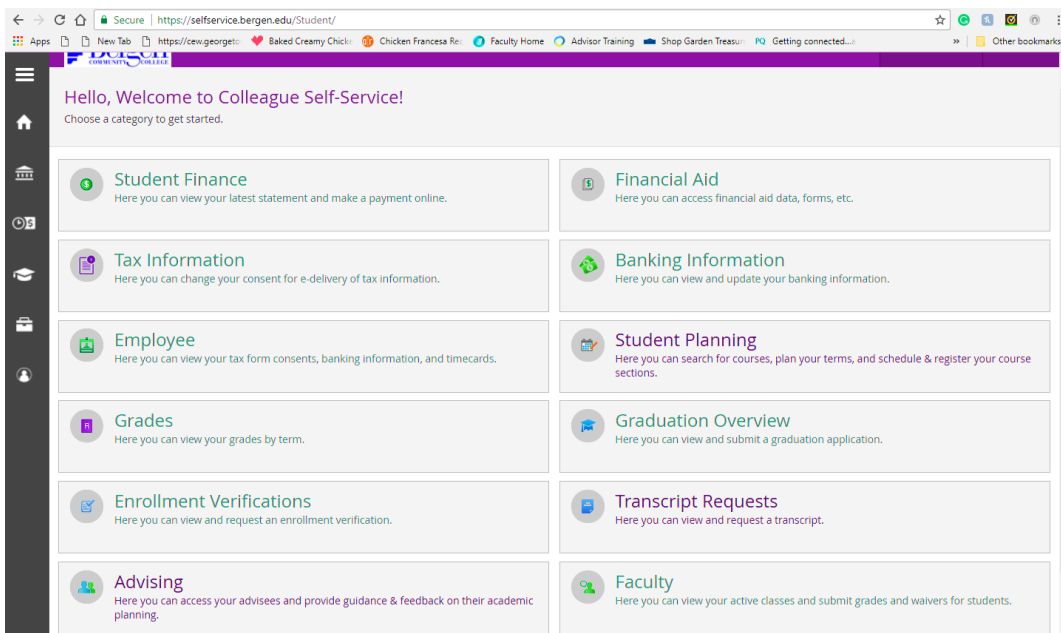 Secure | https://selfservice.bergen.edu/Student/
Apps New Tab https://cew.georgeto Baked Creamy Chick Chicken Francesa Rec Faculty Home Advisor Training Shop Garden Treasur PQ Getting connected... » Other bookmarks
Bergen
COMMUNITY COLLEGE
Hello, Welcome to Colleague Self-Service!
Choose a category to get started.
Student Finance
Here you can view your latest statement and make a payment online.
Financial Aid
Here you can access financial aid data, forms, etc.
Tax Information
Here you can change your consent for e-delivery of tax information.
Banking Information
Here you can view and update your banking information.
Employee
Here you can view your tax form consents, banking information, and timecards.
Student Planning
Here you can search for courses, plan your terms, and schedule & register your course
sections.
Grades
Here you can view your grades by term.
Graduation Overview
Here you can view and submit a graduation application.
Enrollment Verifications
Here you can view and request an enrollment verification.
Transcript Requests
Here you can view and request a transcript.
Advising
Here you can access your advisees and provide guidance & feedback on their academic
planning.
Faculty
Here you can view your active classes and submit grades and waivers for students.